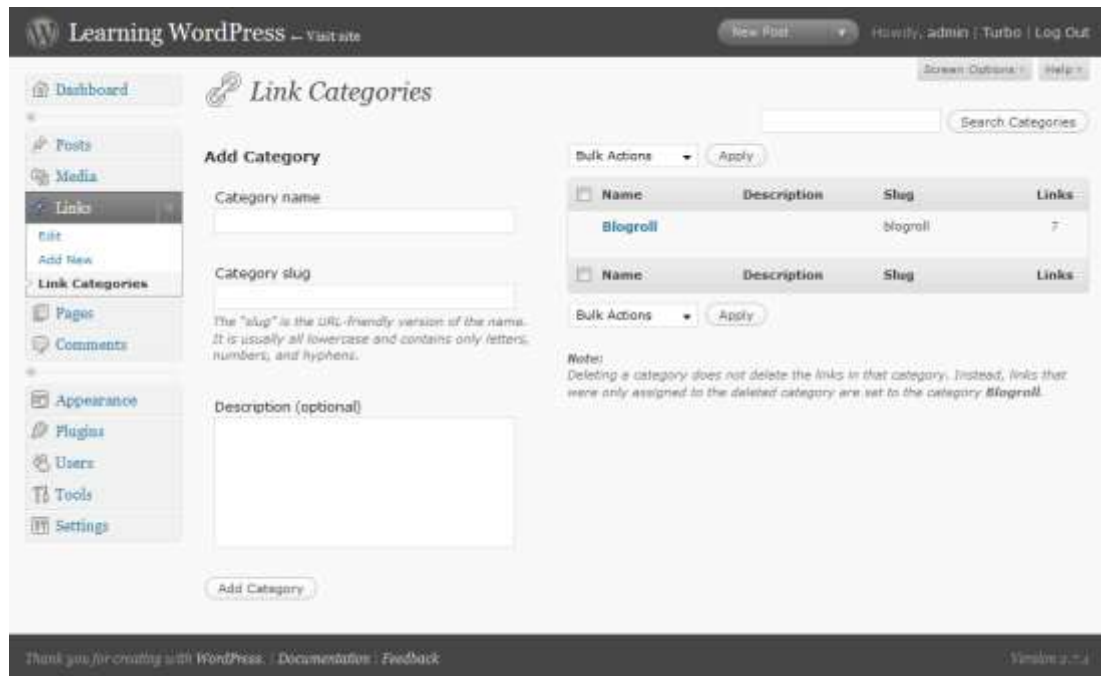 Learning WordPress ← Visit site
New Post
Howdy, admin | Turbo | Log Out
Screen Options
Help
Dashboard
Posts
Media
Links
Edit
Add New
Link Categories
Pages
Comments
Appearance
Plugins
Users
Tools
Settings
Link Categories
Search Categories
Add Category
Category name
Category slug
The "slug" is the URL-friendly version of the name.
It is usually all lowercase and contains only letters,
numbers, and hyphens.
Description (optional)
Add Category
Bulk Actions Apply
Name Description Slug Links
Blogroll blogroll 7
Name Description Slug Links
Bulk Actions Apply
Note:
Deleting a category does not delete the links in that category. Instead, links that
were only assigned to the deleted category are set to the category Blogroll.
Thank you for creating with WordPress. | Documentation | Feedback
Version